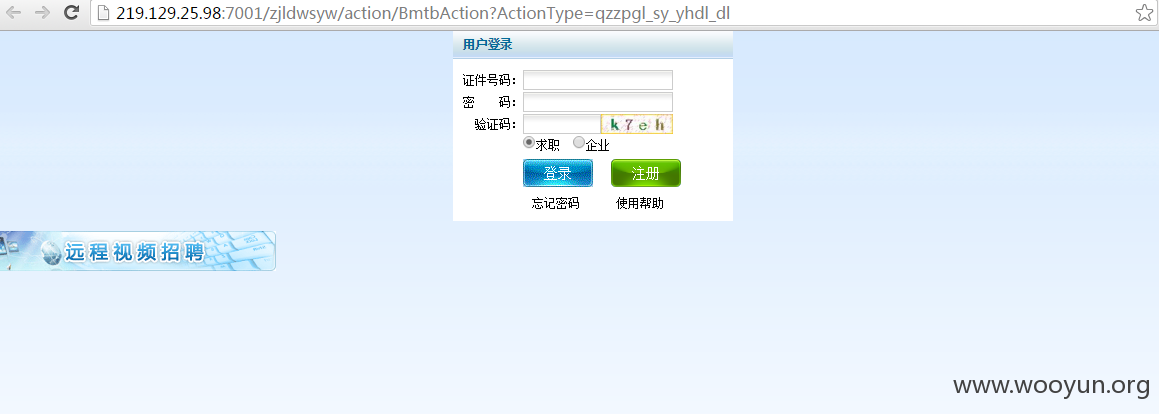 219.129.25.98:7001/zjldwsyw/action/BmtbAction?ActionType=qzzpgl_sy_yhdl_dl
用户登录
证件号码：
密 码：
验证码： k7eh
求职 企业
登录 注册
忘记密码 使用帮助
远程视频招聘
www.wooyun.org